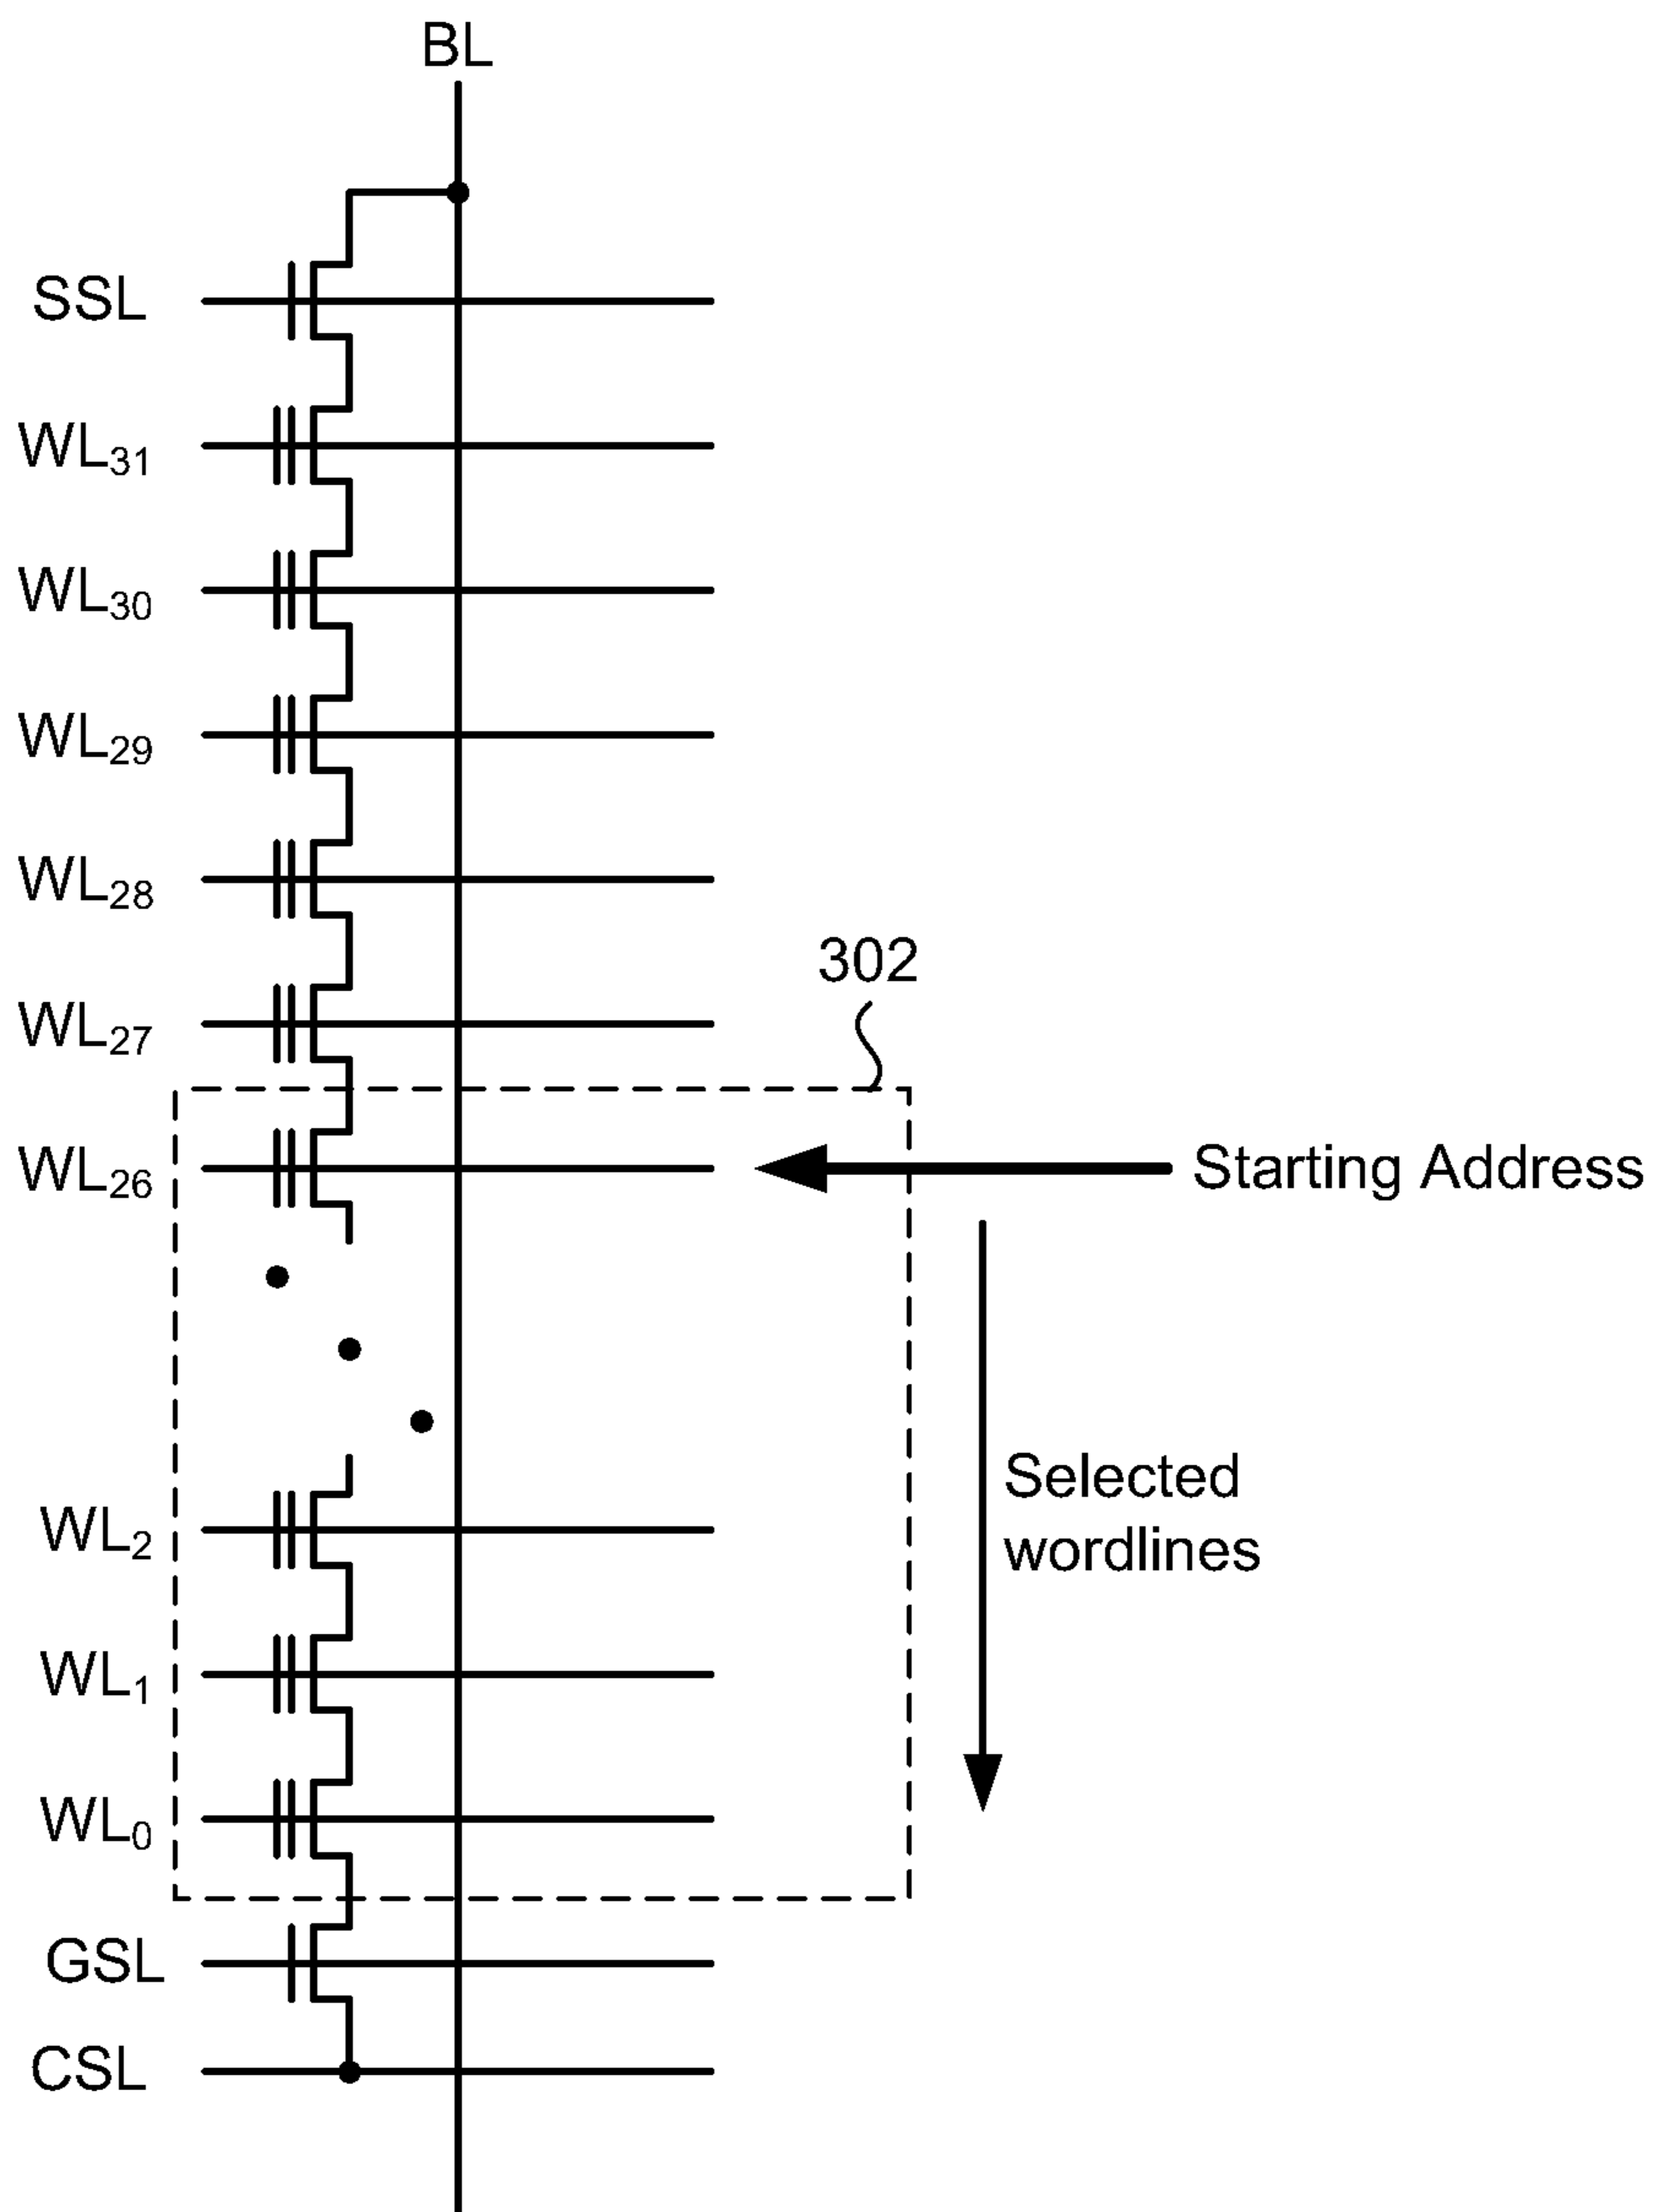 BL
SSL
WL31
WL30
WL29
WL28
302
WL27
WL26
Starting Address
Selected
wordlines
WL2
WL1
WL0
GSL
CSL